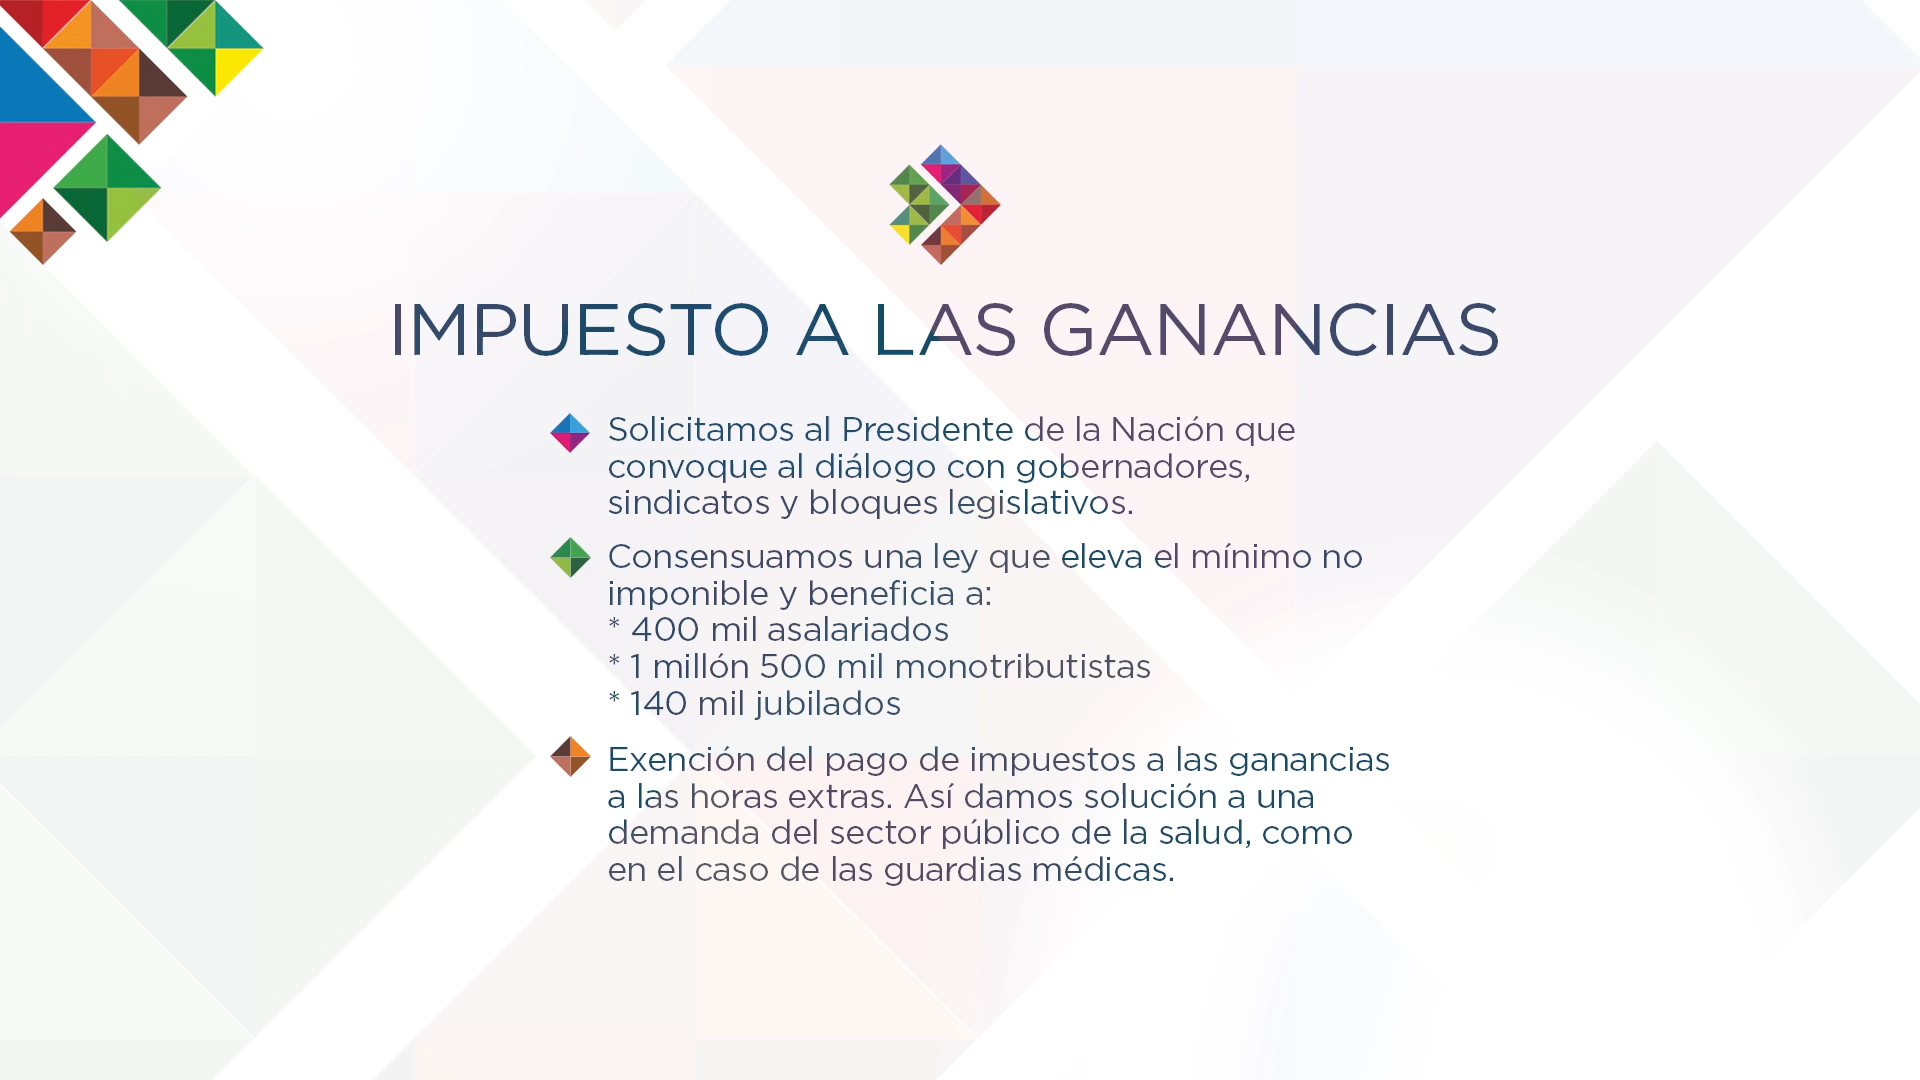 IMPUESTO A LAS GANANCIAS
Solicitamos al Presidente de la Nación que
convoque al diálogo con gobernadores,
sindicatos y bloques legislativos.
Consensuamos una ley que eleva el mínimo no
imponible y beneficia a:
* 400 mil asalariados
* 1 millón 500 mil monotributistas
* 140 mil jubilados
Exención del pago de impuestos a las ganancias
a las horas extras. Así damos solución a una
demanda del sector público de la salud, como
en el caso de las guardias médicas.